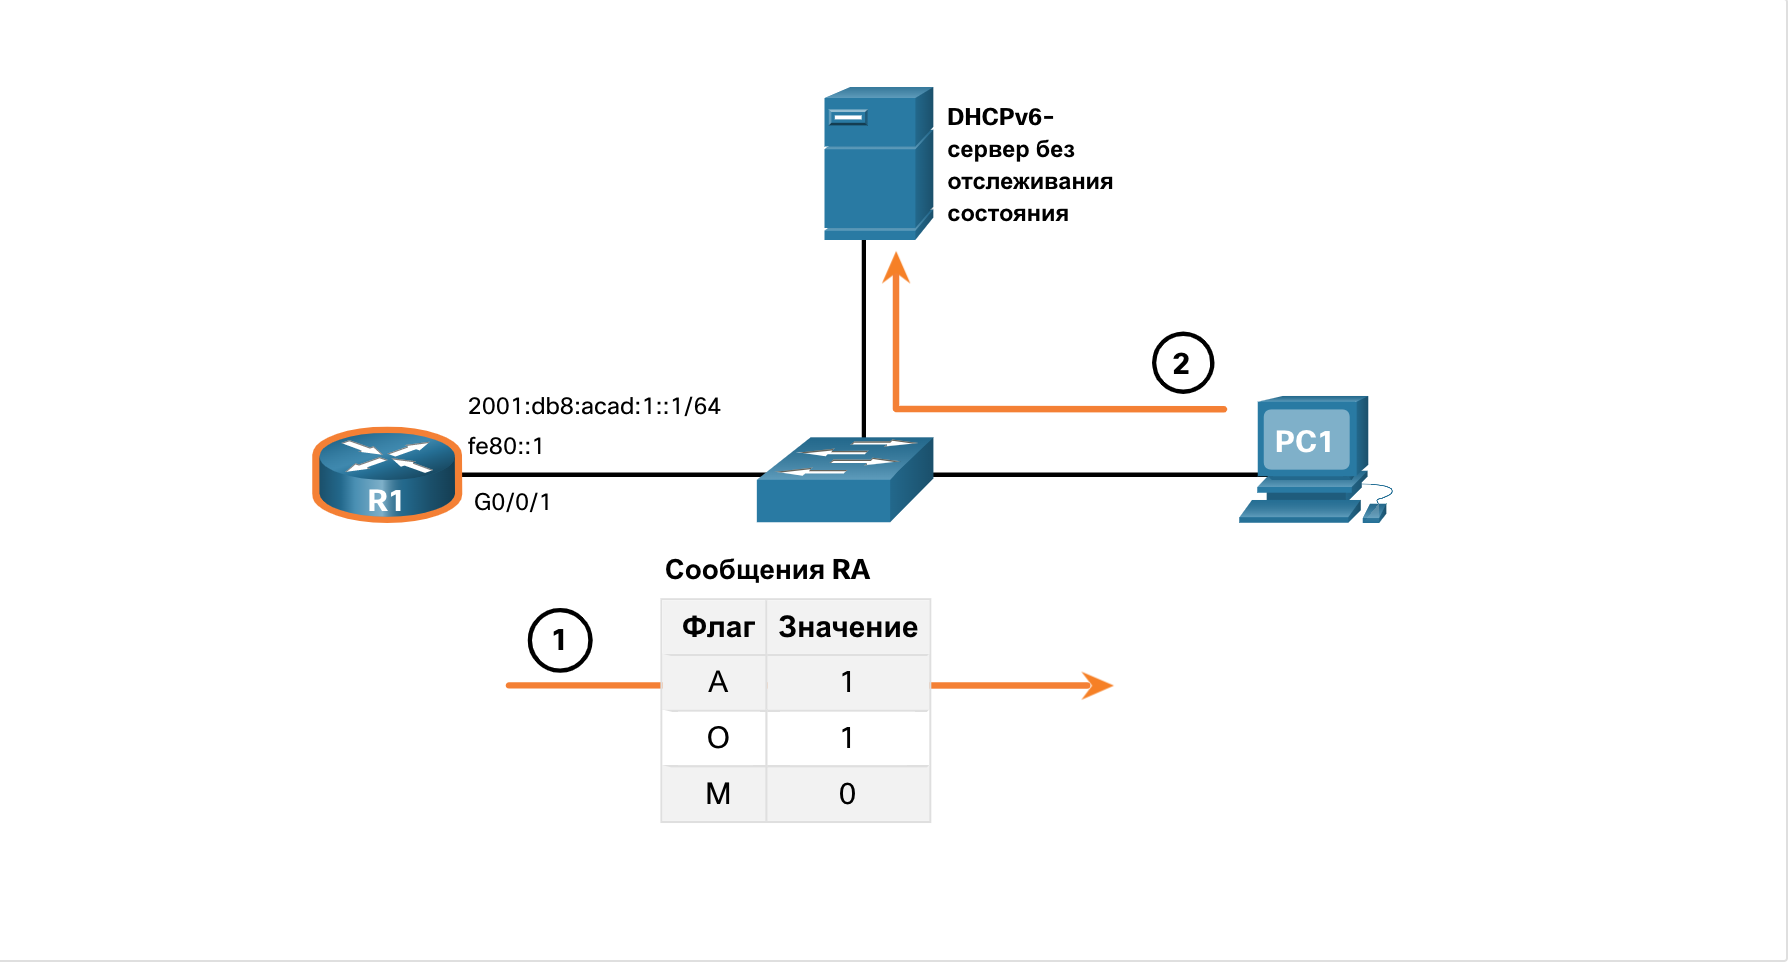 DHCPv6-
сервер без
отслеживания
состояния
2
2001:db8:acad:1::1/64
fe80::1
PC1
R1
G0/0/1
Сообщения RA
1
Флаг Значение
A 1
O 1
M 0